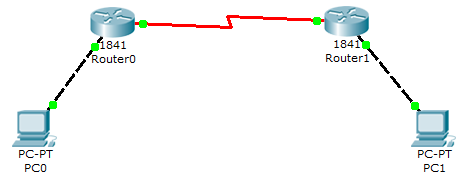 1841
Router0
1841
Router1
PC-PT
PC0
PC-PT
PC1